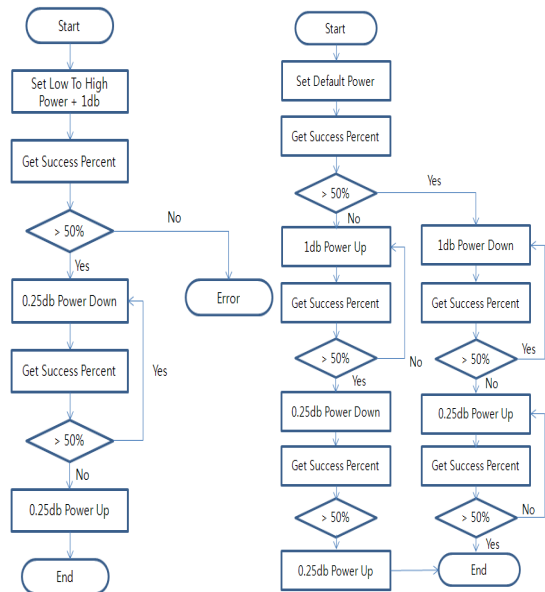 Start
Set Low To High
Power + 1db
Get Success Percent
> 50%
No
Yes
Error
0.25db Power Down
Get Success Percent
Yes
> 50%
No
0.25db Power Up
End
Start
Set Default Power
Get Success Percent
> 50%
Yes
No
1db Power Up
Get Success Percent
> 50%
No
Yes
0.25db Power Down
Get Success Percent
> 50%
0.25db Power Up
1db Power Down
Get Success Percent
> 50%
Yes
No
0.25db Power Up
Get Success Percent
> 50%
No
Yes
End